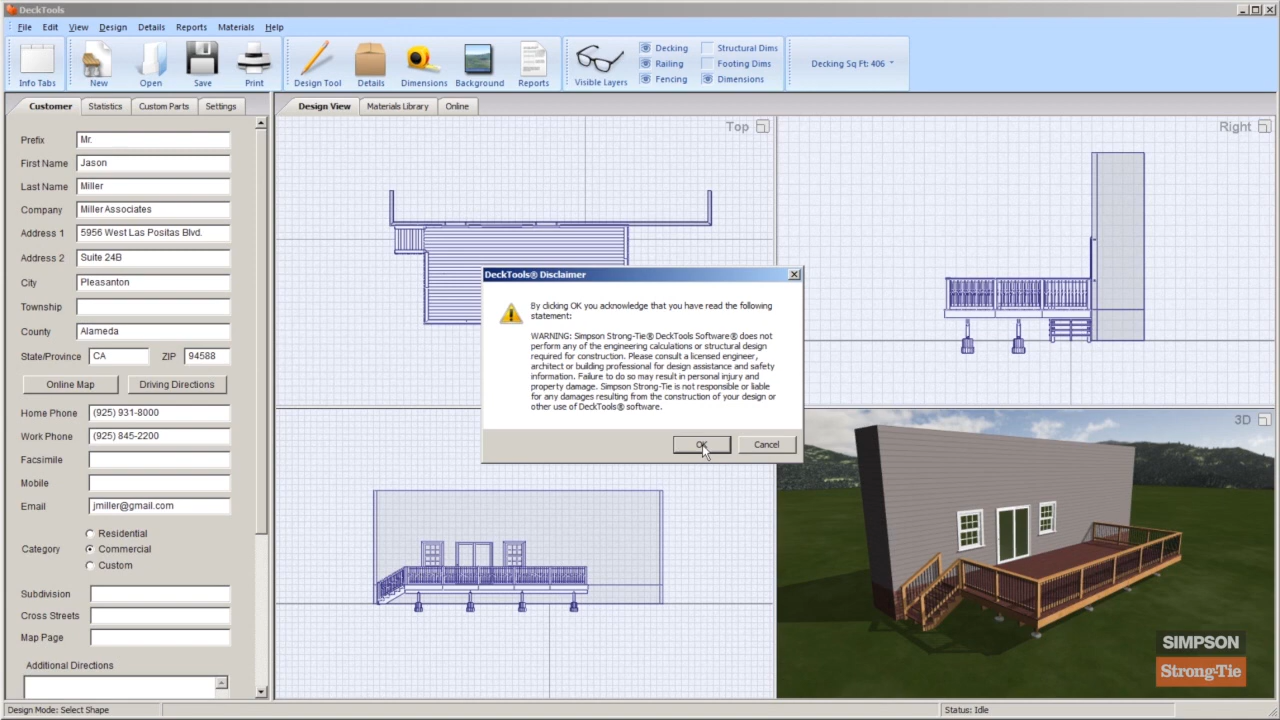 DeckTools
File Edit View Design Details Reports Materials Help
Info Tabs New Open Save Print Design Tool Details Dimensions Background Reports Visible Layers
Decking Structural Dims
Railing Footing Dims
Fencing Dimensions
Decking Sq Ft: 406
Customer Statistics Custom Parts Settings
Design View Materials Library Online
Prefix Mr.
First Name Jason
Last Name Miller
Company Miller Associates
Address 1 5956 West Las Positas Blvd.
Address 2 Suite 24B
City Pleasanton
Township
County Alameda
State/Province CA ZIP 94588
Online Map Driving Directions
Home Phone (925) 931-8000
Work Phone (925) 845-2200
Facsimile
Mobile
Email jmiller@gmail.com
Residential
Category Commercial
Custom
Subdivision
Cross Streets
Map Page
Additional Directions
Top
Right
3D
DeckTools® Disclaimer
By clicking OK you acknowledge that you have read the following
statement:
WARNING: Simpson Strong-Tie® DeckTools Software® does not
perform any of the engineering calculations or structural design
required for construction. Please consult a licensed engineer,
architect or building professional for design assistance and safety
information. Failure to do so may result in personal injury and
property damage. Simpson Strong-Tie is not responsible or liable
for any damages resulting from the construction of your design or
other use of DeckTools® software.
OK Cancel
SIMPSON
Strong-Tie
Design Mode: Select Shape
Status: Idle